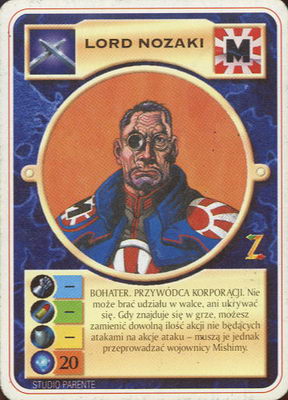 LORD NOZAKI
M
BOHATER. PRZYWÓDCA KORPORACJI. Nie
może brać udziału w walce, ani ukrywać
się. Gdy znajduje się w grze, możesz
zamienić dowolną ilość akcji nie będących
atakami na akcje ataku – muszą je jednak
przeprowadzać wojownicy Mishimy.
–
–
–
20
Z
STUDIO PARENTE